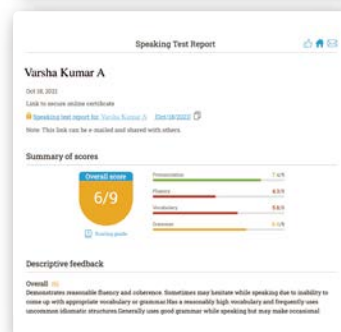 Speaking Test Report
Varsha Kumar A
Oct 18, 2021
Link to secure online certificate
Speaking test report for Varsha Kumar A
Note: This link can be e-mailed and shared with others.
Summary of scores
Overall score
6/9
Scoring guide
Pronunciation
Fluency
Vocabulary
Grammar
Descriptive feedback
Overall
Demonstrates reasonable fluency and coherence. Sometimes may hesitate while speaking due to inability to
come up with appropriate vocabulary or grammar.Has a reasonably high vocabulary and frequently uses
uncommon idiomatic structures.Generally uses good grammar while speaking but may make occasional